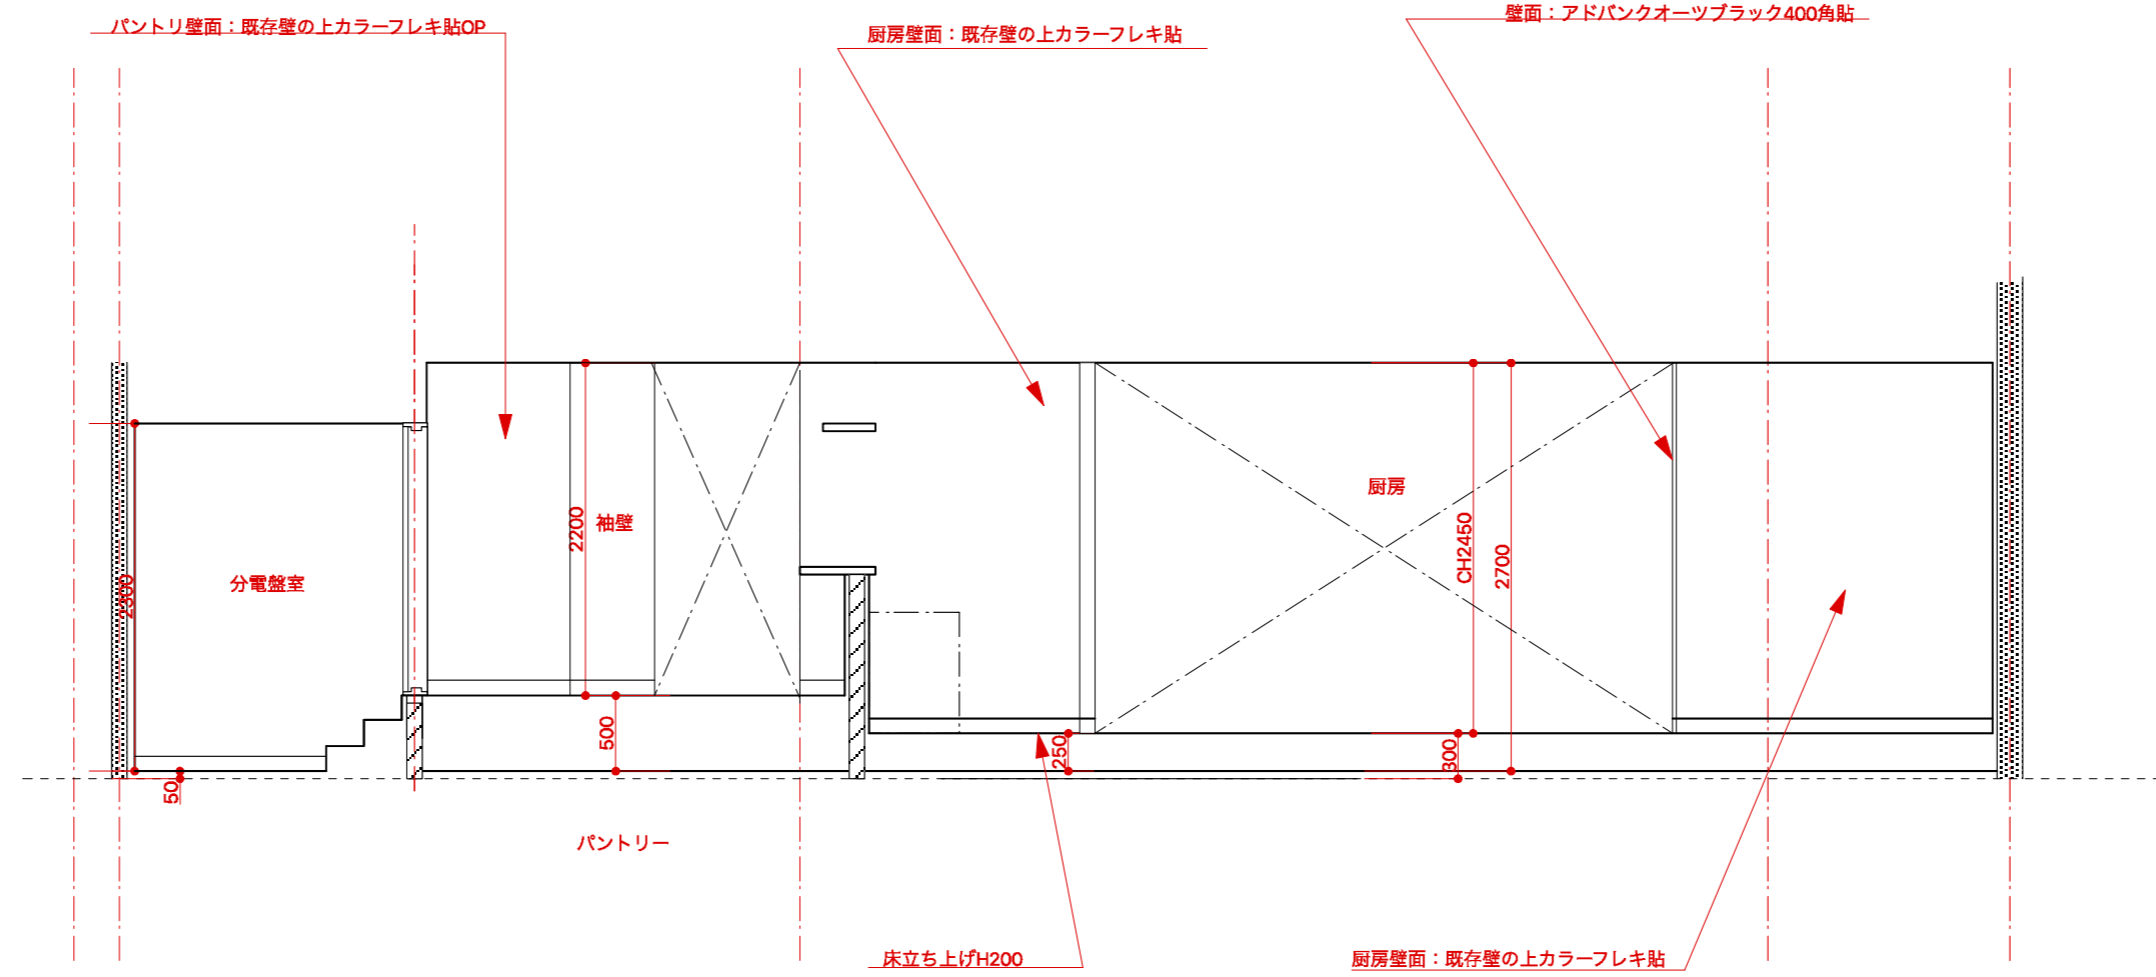 パントリ壁面：既存壁の上カラーフレキ貼OP
厨房壁面：既存壁の上カラーフレキ貼
壁面：アドバンクオーツブラック400角貼
2200
袖壁
厨房
CH2450
2700
2300
分電盤室
500
250
300
50
パントリー
床立ち上げH200
厨房壁面：既存壁の上カラーフレキ貼